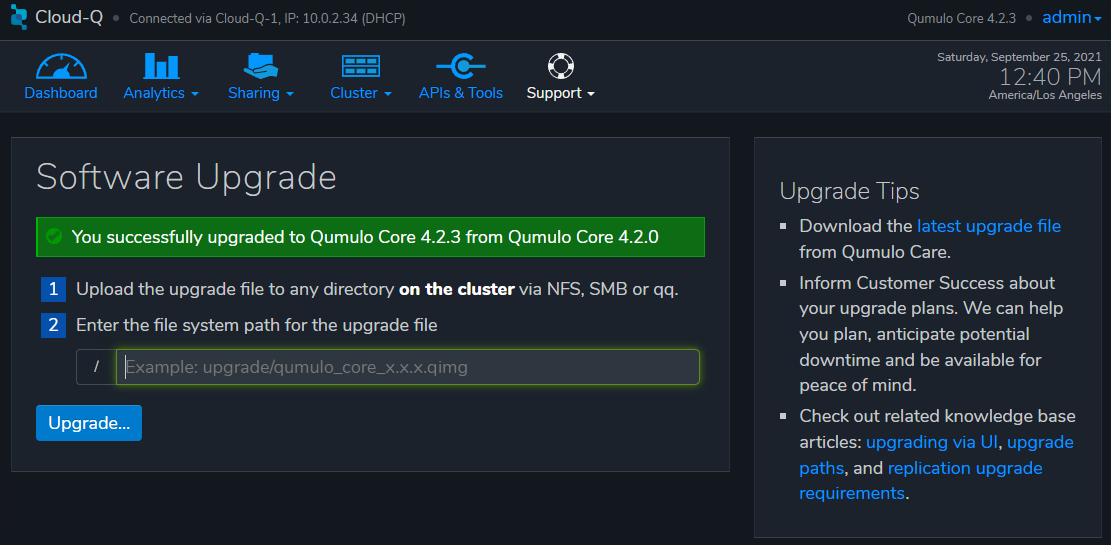 Cloud-Q • Connected via Cloud-Q-1, IP: 10.0.2.34 (DHCP)
Qumulo Core 4.2.3 • admin
Dashboard
Analytics
Sharing
Cluster
APIs & Tools
Support
Saturday, September 25, 2021
12:40 PM
America/Los Angeles
Software Upgrade
You successfully upgraded to Qumulo Core 4.2.3 from Qumulo Core 4.2.0
1 Upload the upgrade file to any directory on the cluster via NFS, SMB or qq.
2 Enter the file system path for the upgrade file
/ Example: upgrade/qumulo_core_x.x.x.qimg
Upgrade...
Upgrade Tips
Download the latest upgrade file
from Qumulo Care.
Inform Customer Success about
your upgrade plans. We can help
you plan, anticipate potential
downtime and be available for
peace of mind.
Check out related knowledge base
articles: upgrading via UI, upgrade
paths, and replication upgrade
requirements.